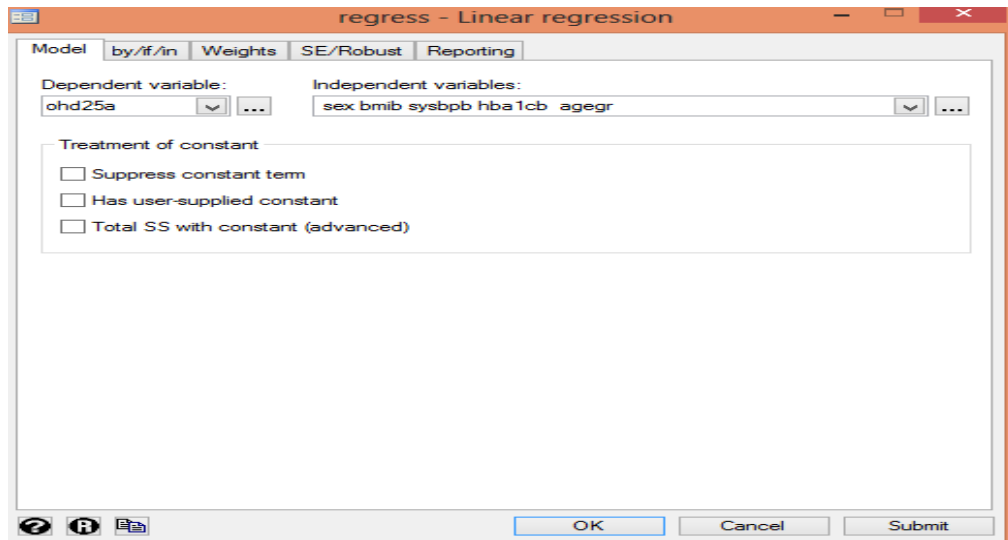 regress - Linear regression
Model by/if/in Weights SE/Robust Reporting
Dependent variable: Independent variables:
ohd25a ... sex bmib sysbpb hba1cb agegr ...
Treatment of constant
Suppress constant term
Has user-supplied constant
Total SS with constant (advanced)
? R OK Cancel Submit